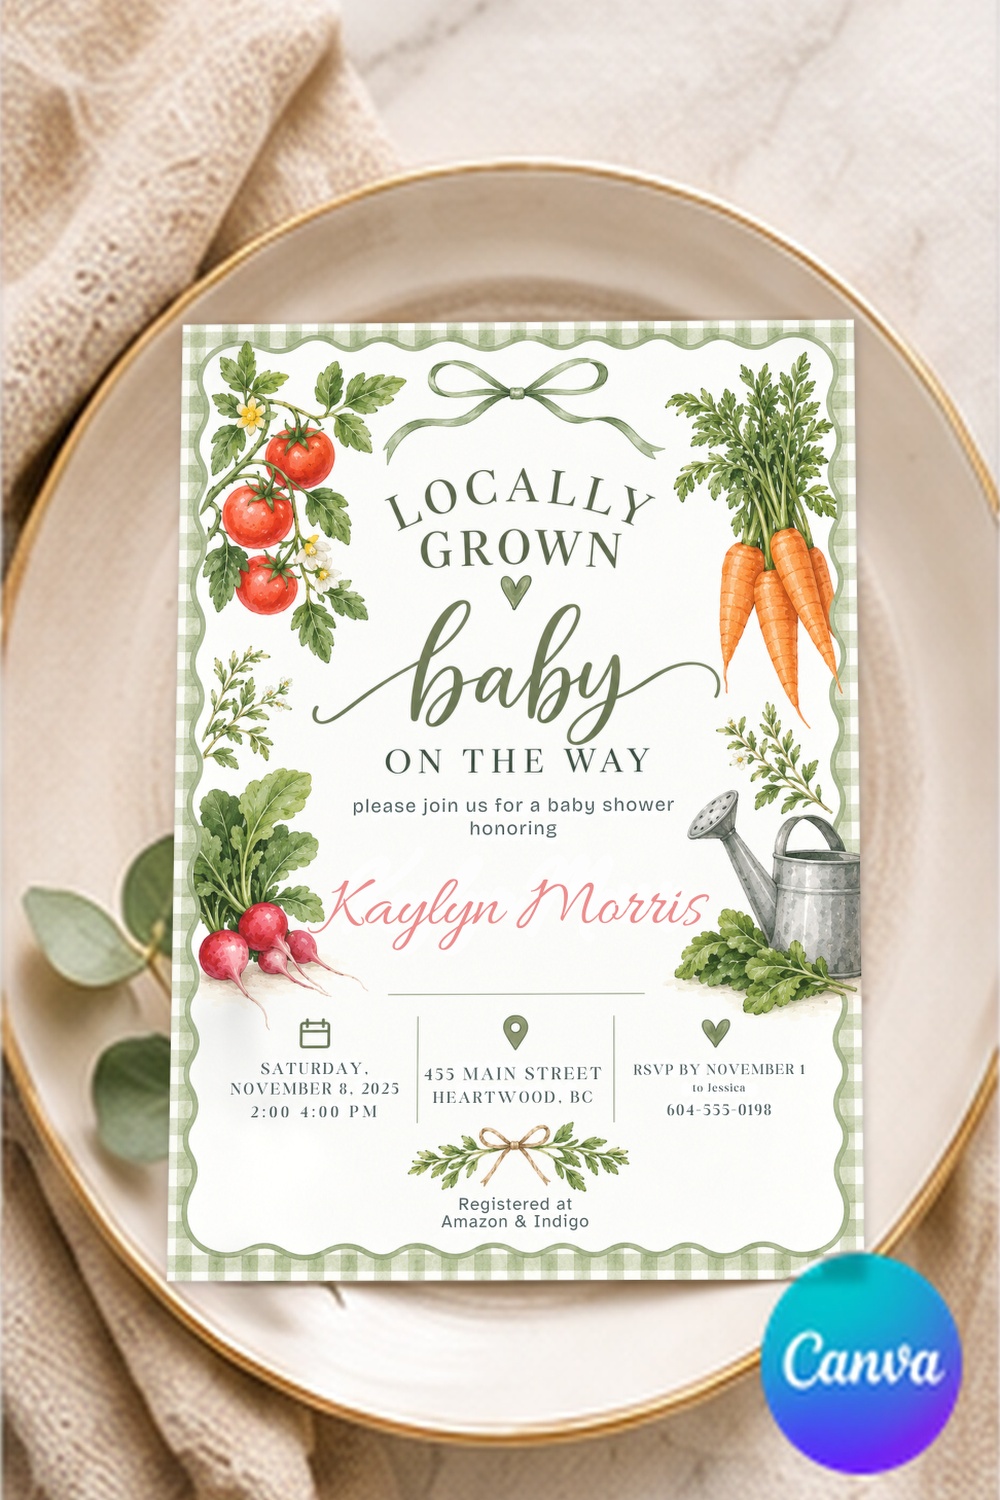 LOCALLY
GROWN
baby
ON THE WAY
please join us for a baby shower
honoring
Kaylyn Morris
SATURDAY,
NOVEMBER 8, 2025
2:00 4:00 PM
455 MAIN STREET
HEARTWOOD, BC
RSVP BY NOVEMBER 1
to Jessica
604-555-0198
Registered at
Amazon & Indigo
Canva